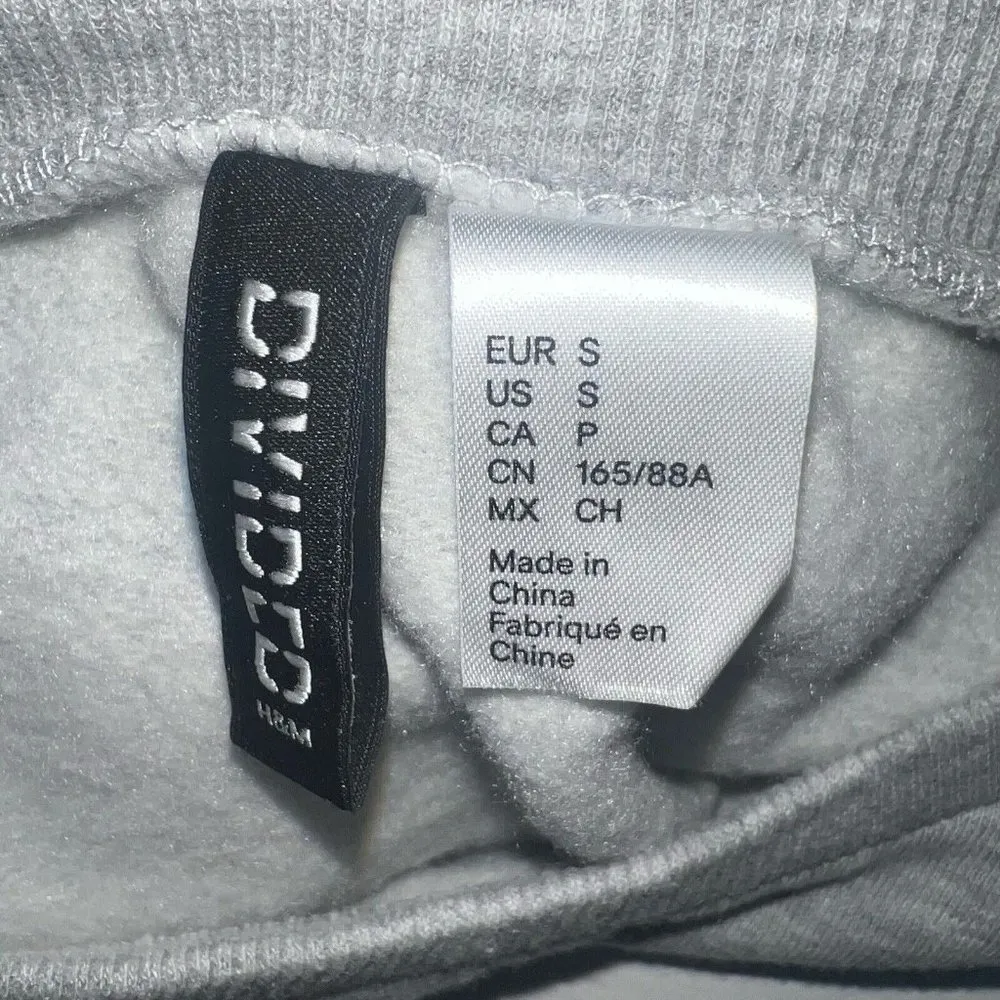 DIVIDED
H&M
EUR S
US S
CA P
CN 165/88A
MX CH
Made in
China
Fabriqué en
Chine